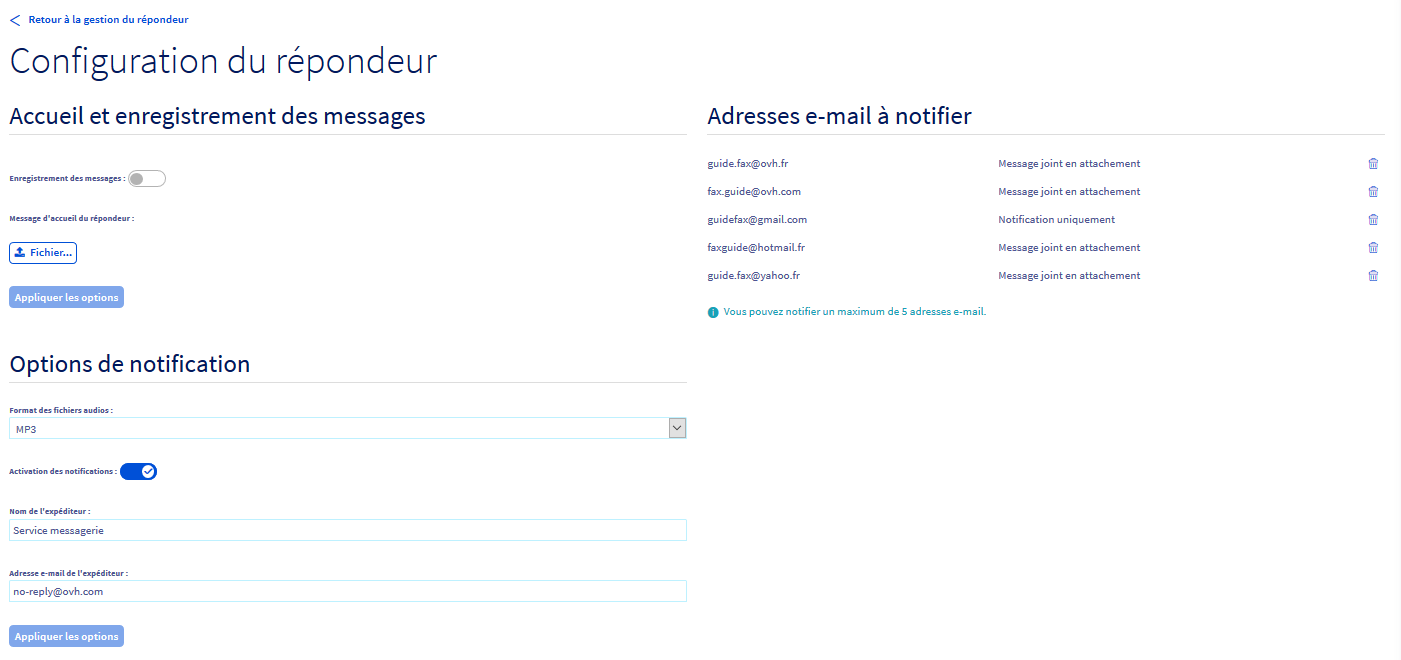 Retour à la gestion du répondeur
Configuration du répondeur
Accueil et enregistrement des messages
Enregistrement des messages :
Message d'accueil du répondeur :
Fichier...
Appliquer les options
Options de notification
Format des fichiers audios :
MP3
Activation des notifications :
Nom de l'expéditeur :
Service messagerie
Adresse e-mail de l'expéditeur :
no-reply@ovh.com
Appliquer les options
Adresses e-mail à notifier
guide.fax@ovh.fr Message joint en attachement
fax.guide@ovh.com Message joint en attachement
guidefax@gmail.com Notification uniquement
faxguide@hotmail.fr Message joint en attachement
guide.fax@yahoo.fr Message joint en attachement
Vous pouvez notifier un maximum de 5 adresses e-mail.